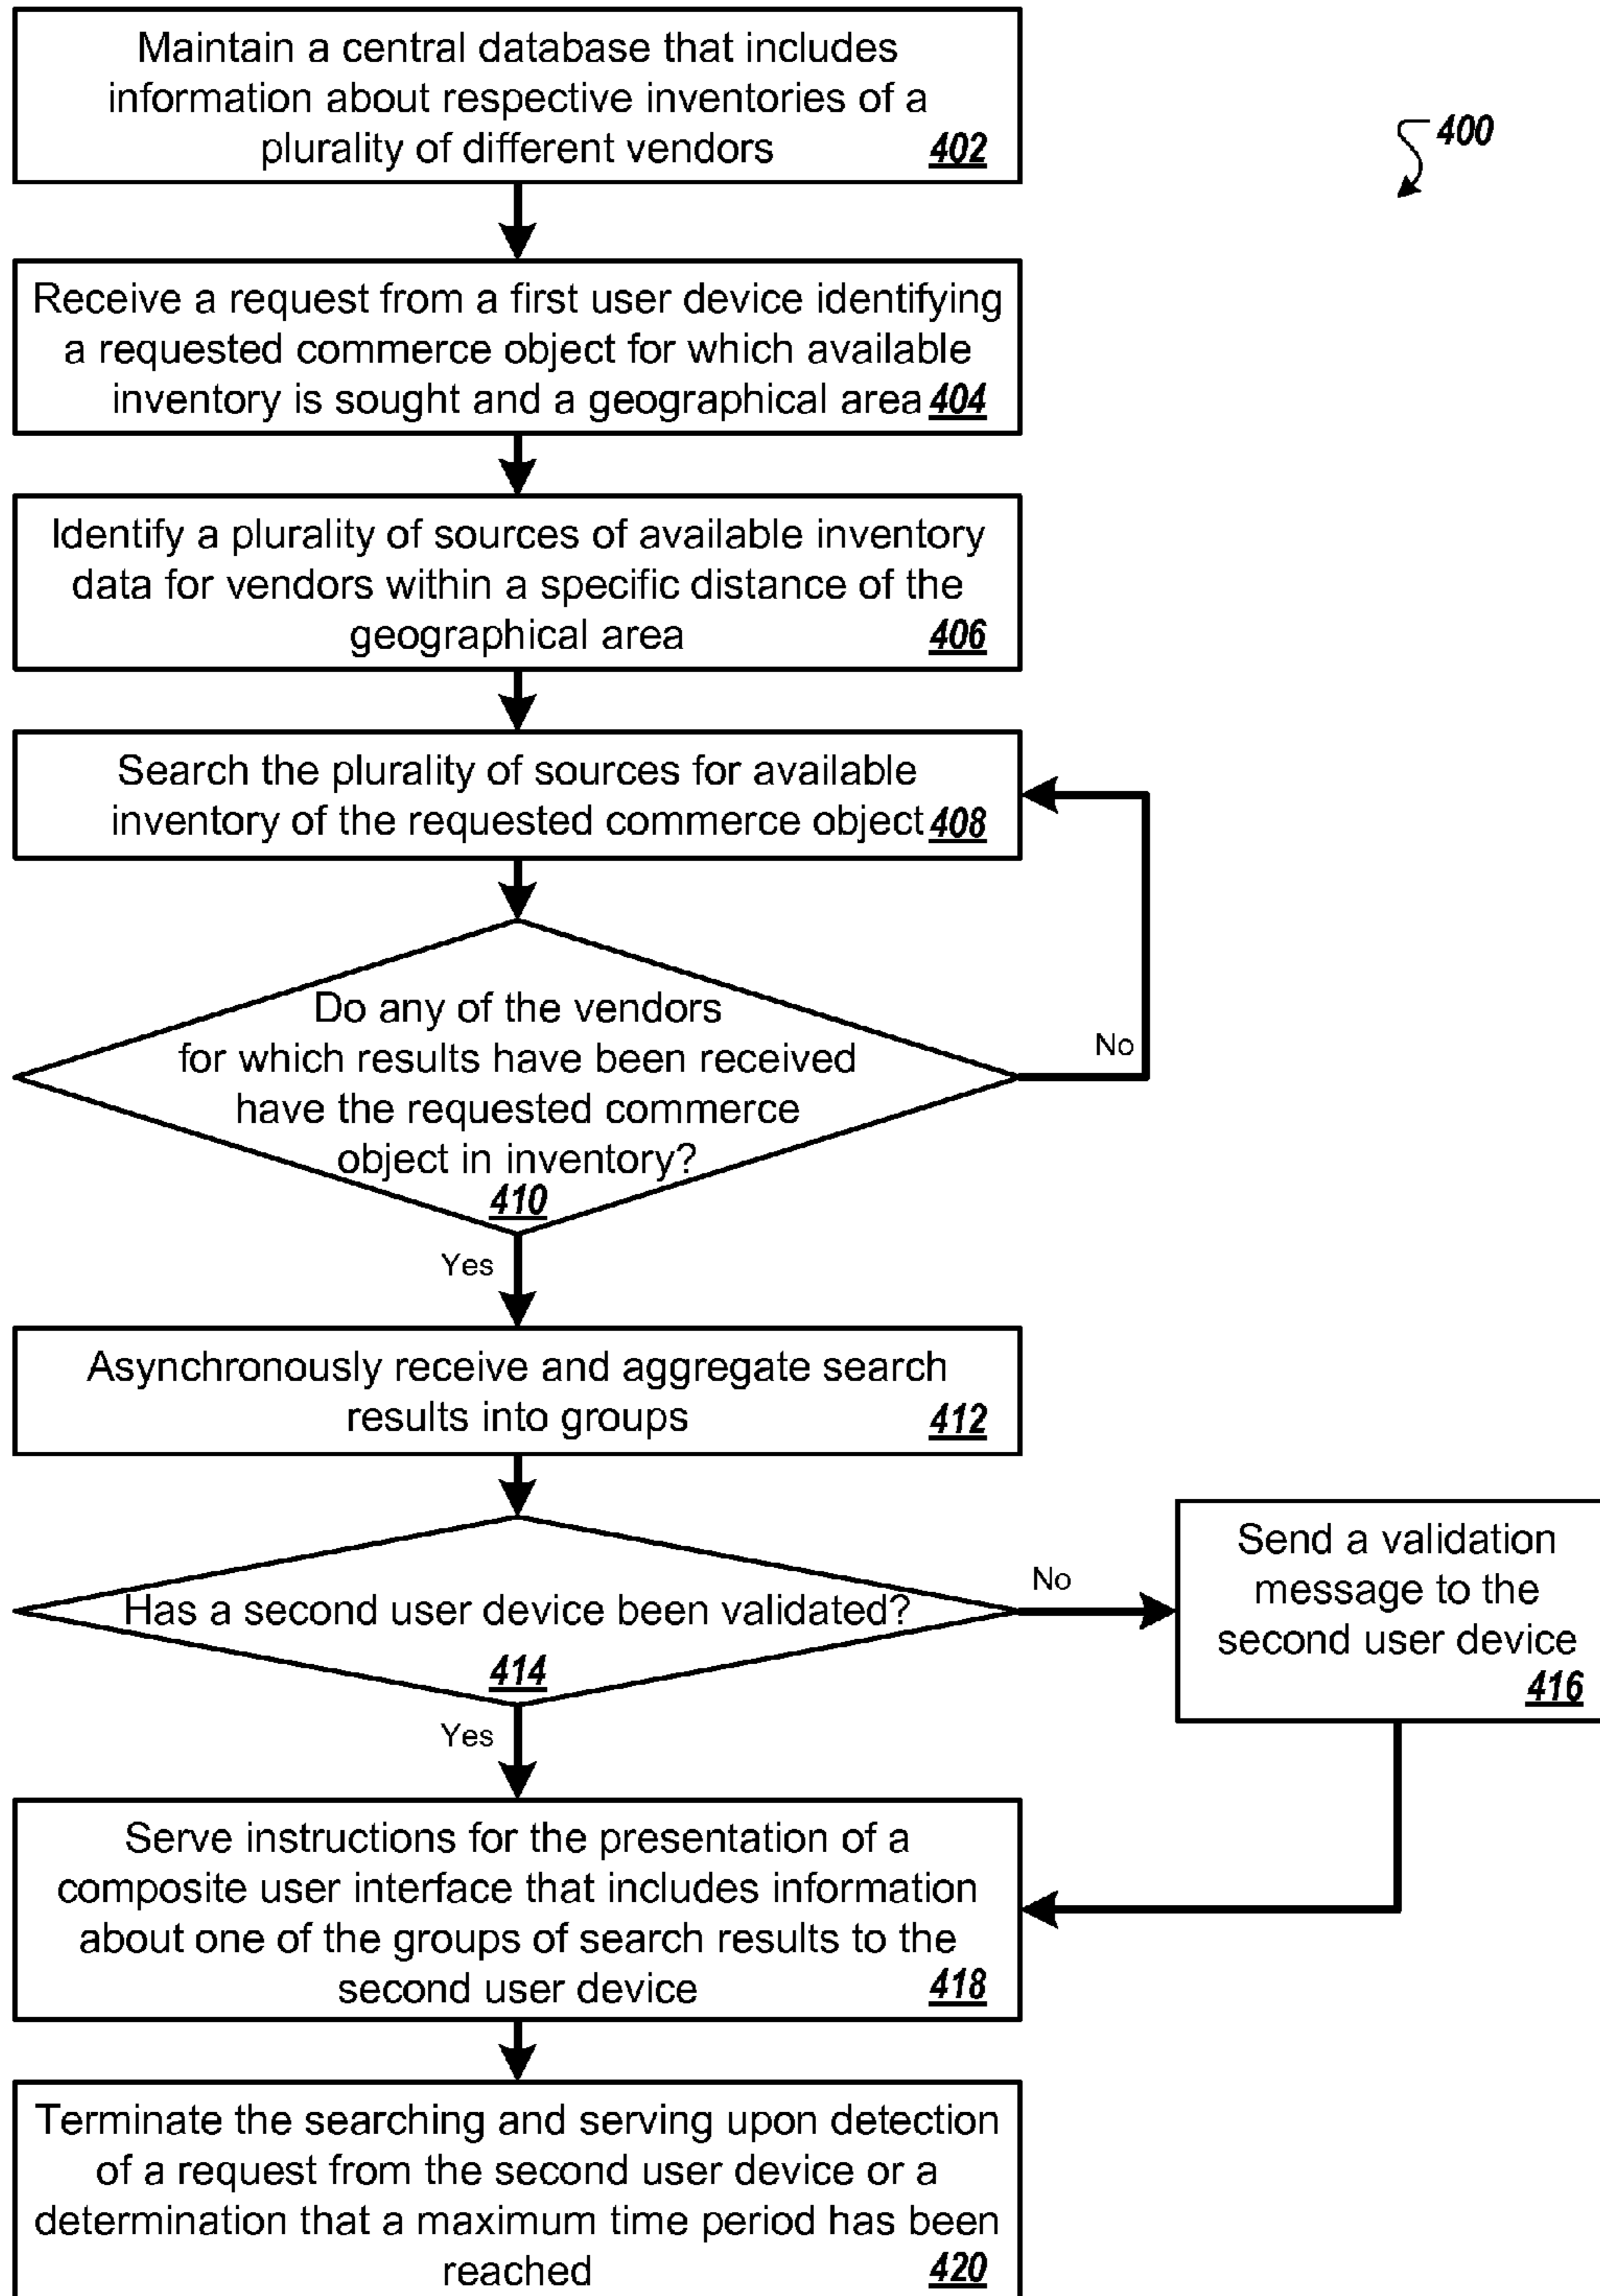 Maintain a central database that includes
information about respective inventories of a
plurality of different vendors 402
400
Receive a request from a first user device identifying
a requested commerce object for which available
inventory is sought and a geographical area 404
Identify a plurality of sources of available inventory
data for vendors within a specific distance of the
geographical area 406
Search the plurality of sources for available
inventory of the requested commerce object 408
Do any of the vendors
for which results have been received
have the requested commerce
object in inventory?
410
No
Yes
Asynchronously receive and aggregate search
results into groups 412
Has a second user device been validated?
414
No
Send a validation
message to the
second user device
416
Yes
Serve instructions for the presentation of a
composite user interface that includes information
about one of the groups of search results to the
second user device 418
Terminate the searching and serving upon detection
of a request from the second user device or a
determination that a maximum time period has been
reached 420